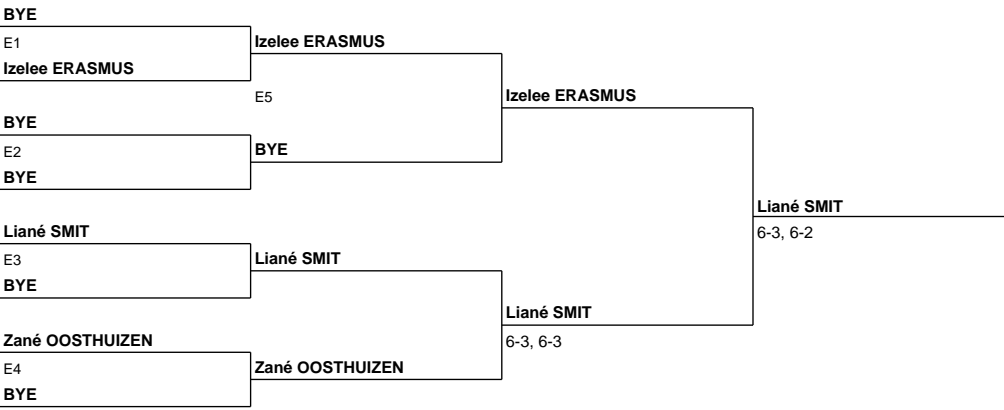 BYE
E1
Izelee ERASMUS
BYE
E2
BYE
Liané SMIT
E3
BYE
Zané OOSTHUIZEN
E4
BYE
Izelee ERASMUS
E5
BYE
Liané SMIT
Zané OOSTHUIZEN
Izelee ERASMUS
Liané SMIT
6-3, 6-3
Liané SMIT
6-3, 6-2